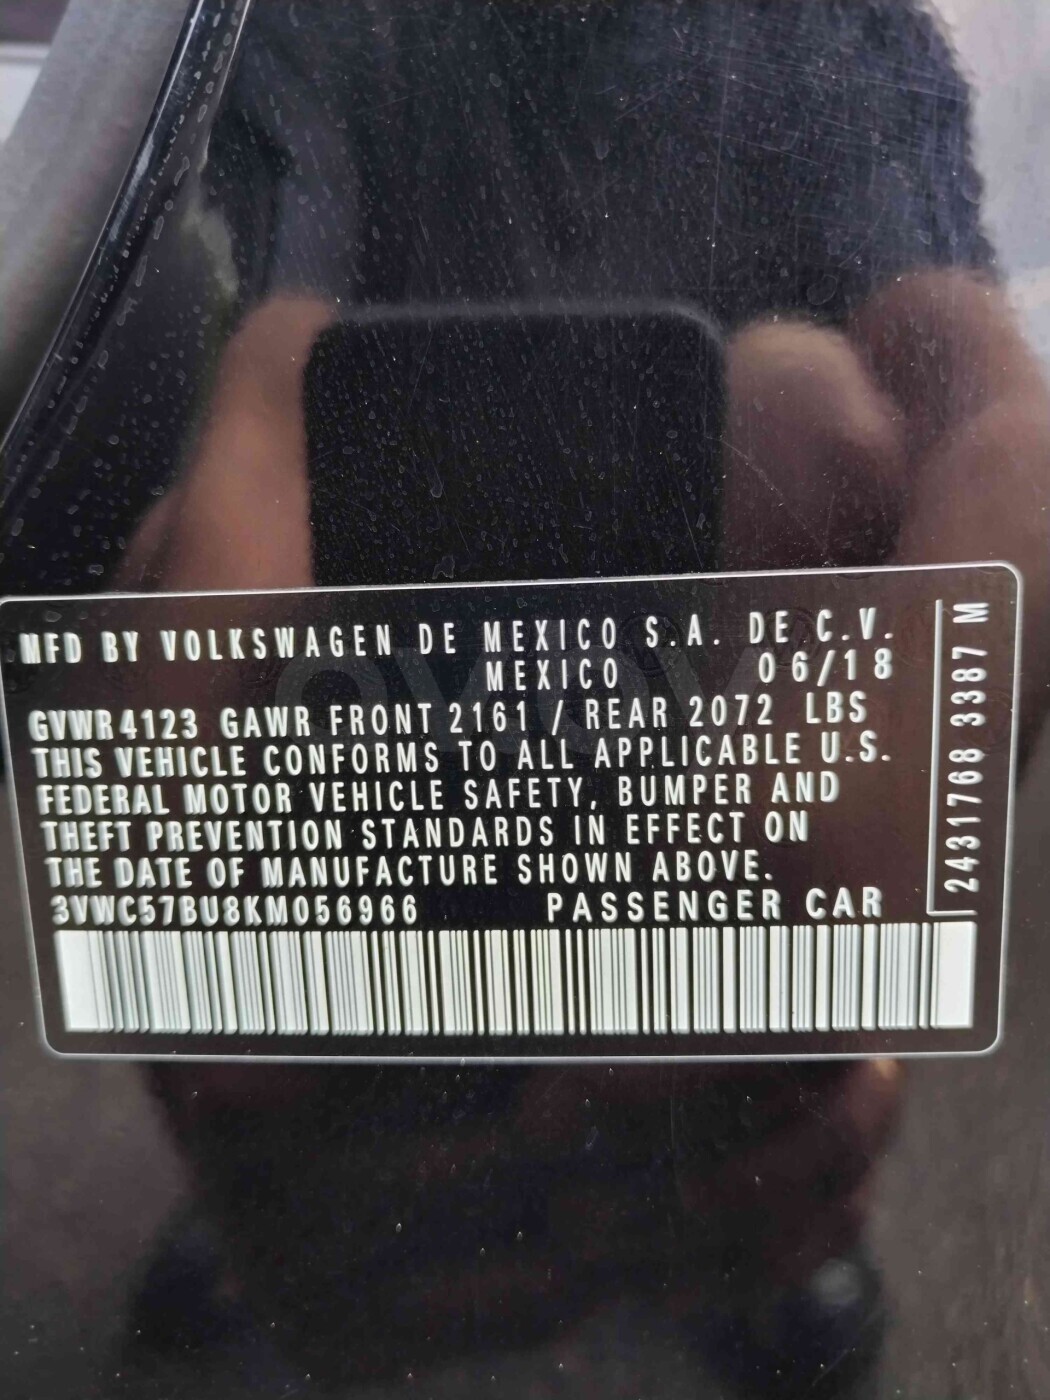 MFD BY VOLKSWAGEN DE MEXICO S.A. DE C.V.
MEXICO 06/18
GVWR 4123 GAWR FRONT 2161 / REAR 2072 LBS
THIS VEHICLE CONFORMS TO ALL APPLICABLE U.S.
FEDERAL MOTOR VEHICLE SAFETY, BUMPER AND
THEFT PREVENTION STANDARDS IN EFFECT ON
THE DATE OF MANUFACTURE SHOWN ABOVE.
3VWC57BU8KM056966 PASSENGER CAR
2431768 3387 M